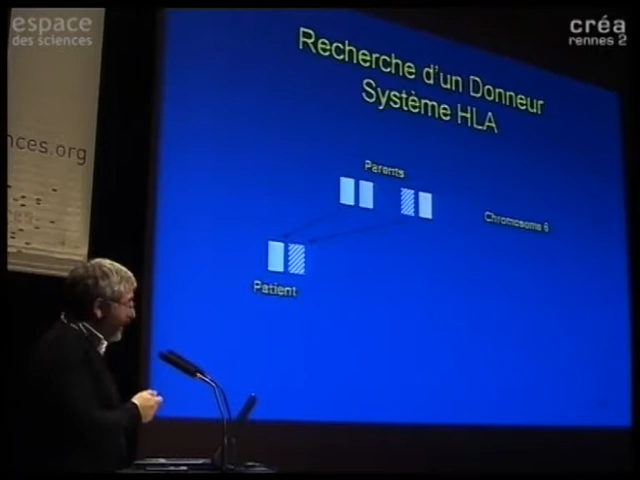 espace
des sciences
créa
rennes 2
nces.org
Recherche d'un Donneur
Système HLA
Parents
Chromosome 6
Patient